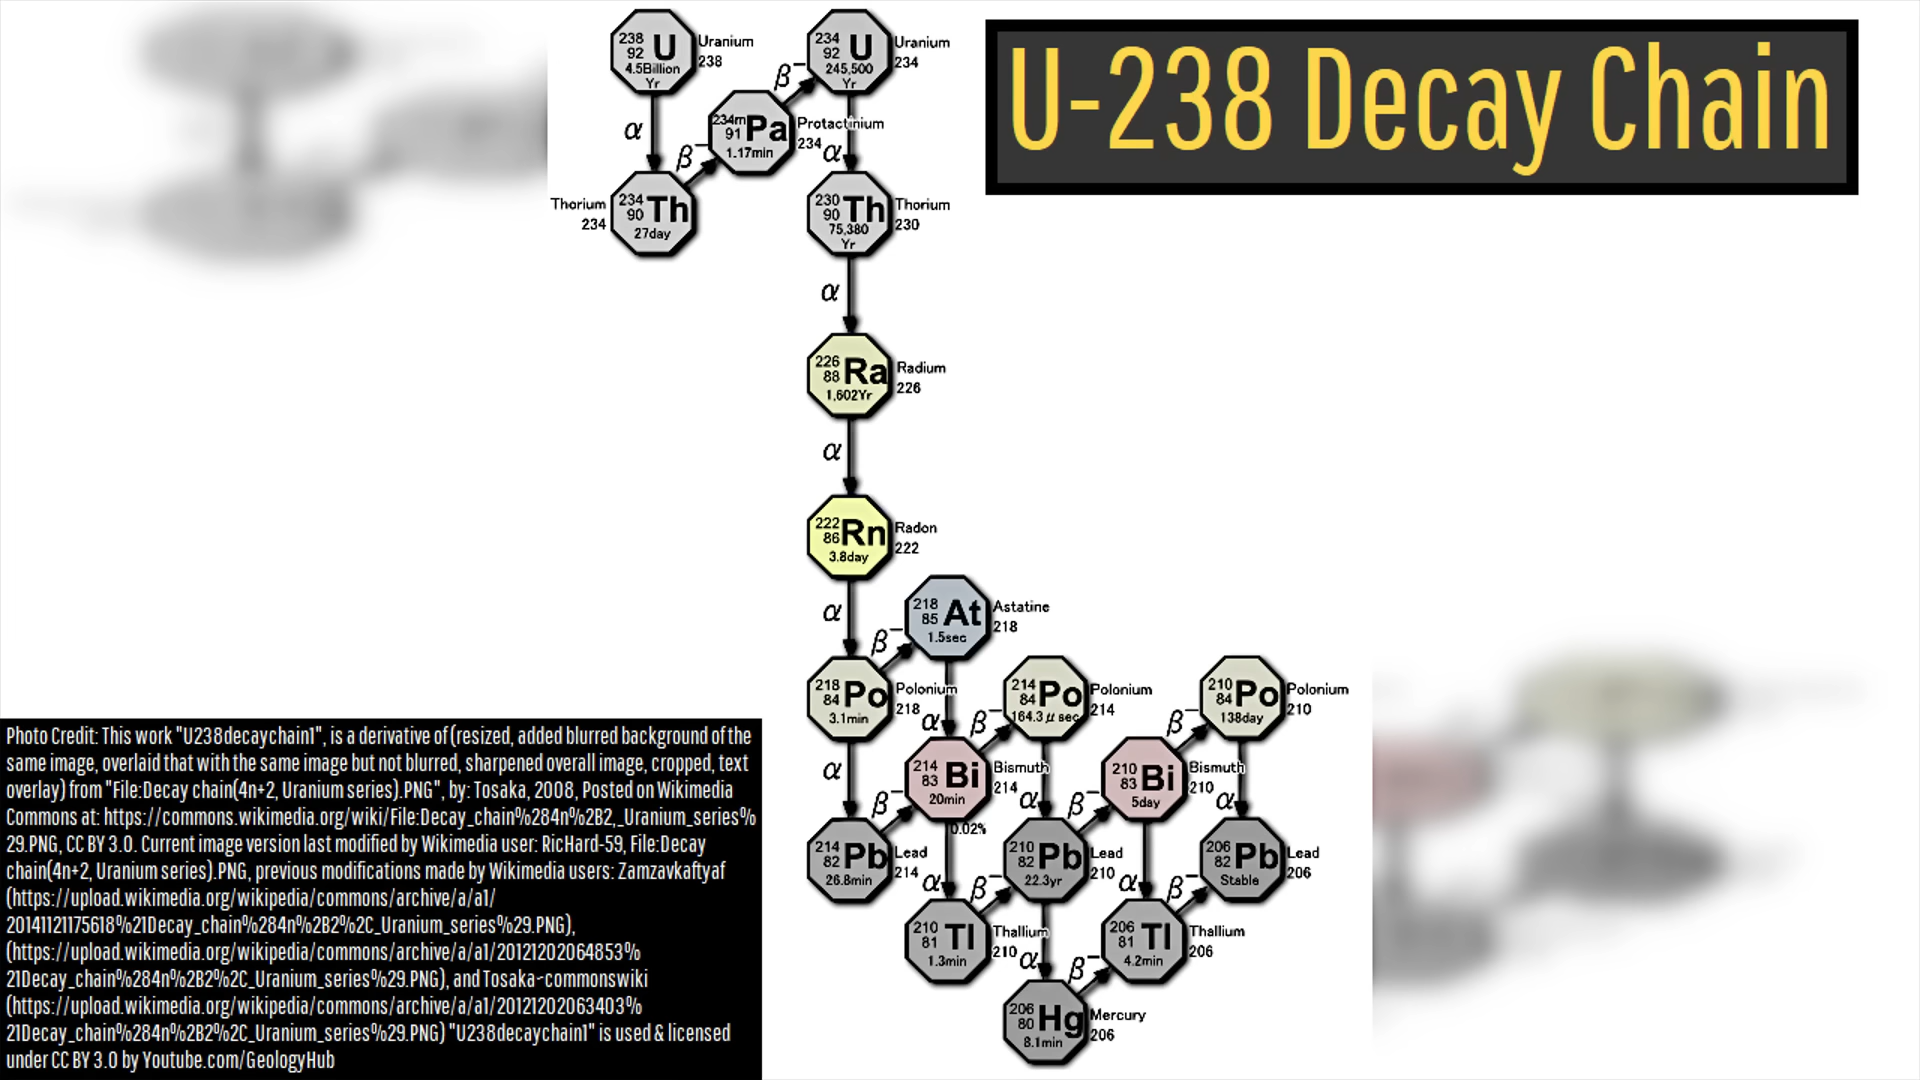 U-238 Decay Chain
238
92 U
4.5Billion
Yr
Uranium
238
α
234
90 Th
27day
Thorium
234
β−
234m
91 Pa
1.17min
Protactinium
234
β−
234
92 U
245,500
Yr
Uranium
234
α
230
90 Th
75,380
Yr
Thorium
230
α
226
88 Ra
1,602Yr
Radium
226
α
222
86 Rn
3.8day
Radon
222
α
218
84 Po
3.1min
Polonium
218
β−
218
85 At
1.5sec
Astatine
218
α
α
214
82 Pb
26.8min
Lead
214
β−
214
83 Bi
20min
Bismuth
214
0.02%
β−
214
84 Po
164.3 μ sec
Polonium
214
α
α
210
81 Tl
1.3min
Thallium
210
β−
210
82 Pb
22.3yr
Lead
210
β−
210
83 Bi
5day
Bismuth
210
β−
210
84 Po
138day
Polonium
210
α
α
206
80 Hg
8.1min
Mercury
206
β−
α
206
81 Tl
4.2min
Thallium
206
β−
206
82 Pb
Stable
Lead
206
Photo Credit: This work "U238decaychain1", is a derivative of (resized, added blurred background of the
same image, overlaid that with the same image but not blurred, sharpened overall image, cropped, text
overlay) from "File:Decay chain(4n+2, Uranium series).PNG", by: Tosaka, 2008, Posted on Wikimedia
Commons at: https://commons.wikimedia.org/wiki/File:Decay_chain%284n%2B2,_Uranium_series%
29.PNG, CC BY 3.0. Current image version last modified by Wikimedia user: RicHard-59, File:Decay
chain(4n+2, Uranium series).PNG, previous modifications made by Wikimedia users: Zamzavkaftyaf
(https://upload.wikimedia.org/wikipedia/commons/archive/a/a1/
20141121175618%21Decay_chain%284n%2B2%2C_Uranium_series%29.PNG),
(https://upload.wikimedia.org/wikipedia/commons/archive/a/a1/20121202064853%
21Decay_chain%284n%2B2%2C_Uranium_series%29.PNG), and Tosaka~commonswiki
(https://upload.wikimedia.org/wikipedia/commons/archive/a/a1/20121202063403%
21Decay_chain%284n%2B2%2C_Uranium_series%29.PNG) "U238decaychain1" is used & licensed
under CC BY 3.0 by Youtube.com/GeologyHub